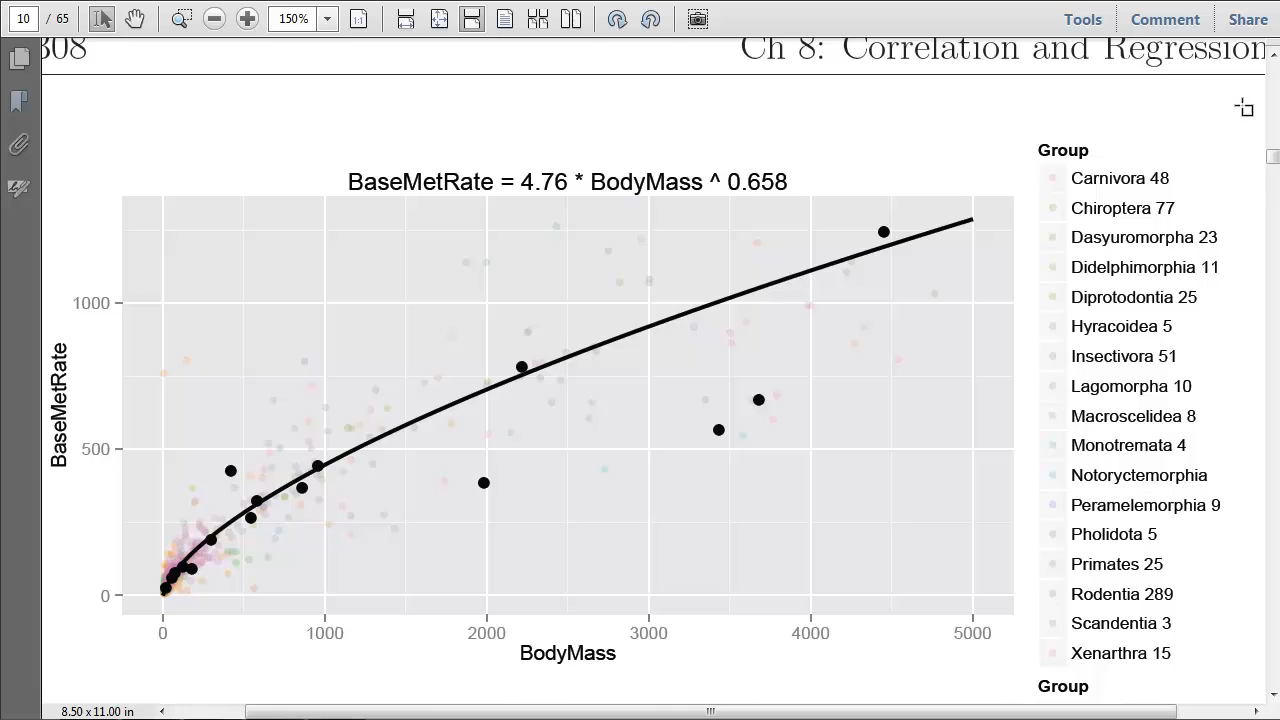 10 / 65
150%
Tools
Comment
Share
308
Ch 8: Correlation and Regression
BaseMetRate = 4.76 * BodyMass ^ 0.658
BaseMetRate
1000
500
0
0
1000
2000
3000
4000
5000
BodyMass
Group
Carnivora 48
Chiroptera 77
Dasyuromorpha 23
Didelphimorphia 11
Diprotodontia 25
Hyracoidea 5
Insectivora 51
Lagomorpha 10
Macroscelidea 8
Monotremata 4
Notoryctemorphia
Peramelemorphia 9
Pholidota 5
Primates 25
Rodentia 289
Scandentia 3
Xenarthra 15
Group
8.50 x 11.00 in